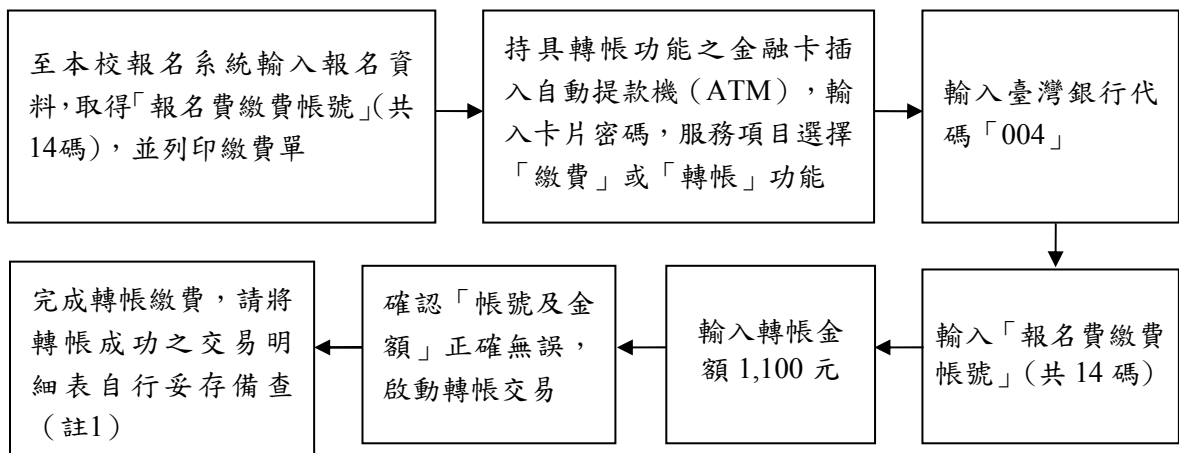 至本校報名系統輸入報名資
料，取得「報名費繳費帳號」(共
14碼)，並列印繳費單
持具轉帳功能之金融卡插
入自動提款機（ATM），輸
入卡片密碼，服務項目選擇
「繳費」或「轉帳」功能
輸入臺灣銀行代
碼「004」
輸入「報名費繳費
帳號」(共 14 碼)
輸入轉帳金
額 1,100 元
確認「帳號及金
額」正確無誤，
啟動轉帳交易
完成轉帳繳費，請將
轉帳成功之交易明
細表自行妥存備查
（註1）